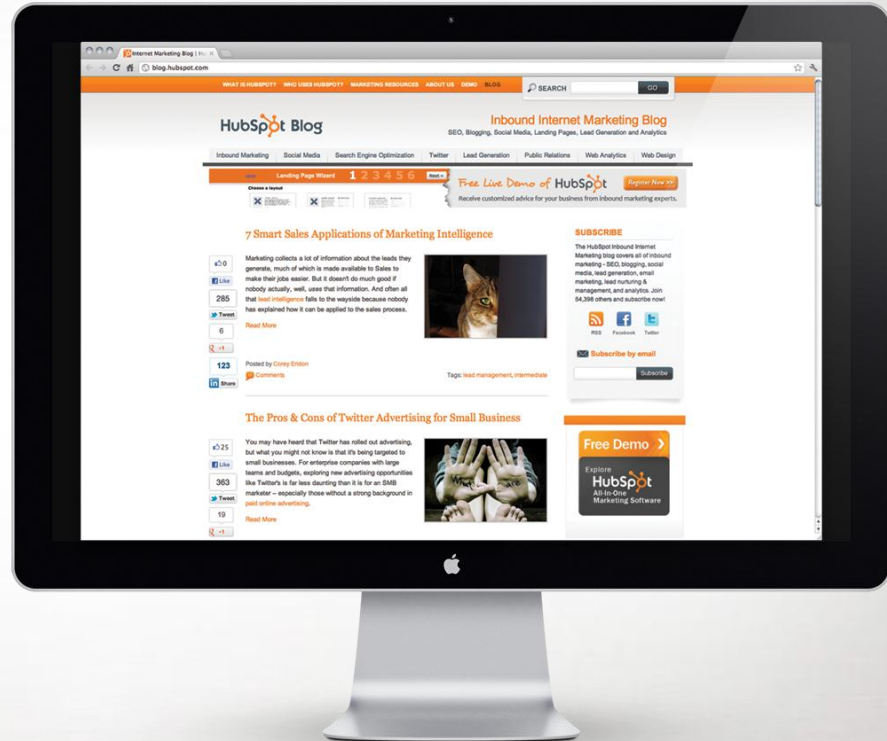 Internet Marketing Blog | Hu
blog.hubspot.com
WHAT IS HUBSPOT? WHO USES HUBSPOT? MARKETING RESOURCES ABOUT US DEMO BLOG
SEARCH GO
HubSpot Blog
Inbound Internet Marketing Blog
SEO, Blogging, Social Media, Landing Pages, Lead Generation and Analytics
Inbound Marketing Social Media Search Engine Optimization Twitter Lead Generation Public Relations Web Analytics Web Design
Landing Page Wizard 1 2 3 4 5 6 Next »
Choose a layout
Free Live Demo of HubSpot Register Now >>
Receive customized advice for your business from inbound marketing experts.
7 Smart Sales Applications of Marketing Intelligence
Marketing collects a lot of information about the leads they
generate, much of which is made available to Sales to
make their jobs easier. But it doesn't do much good if
nobody actually, well, uses that information. And often all
that lead intelligence falls to the wayside because nobody
has explained how it can be applied to the sales process.
Read More
Posted by Corey Eridon
Comments
Tags: lead management, intermediate
0
Like
285
Tweet
6
+1
123
Share
SUBSCRIBE
The HubSpot Inbound Internet
Marketing blog covers all of inbound
marketing - SEO, blogging, social
media, lead generation, email
marketing, lead nurturing &
management, and analytics. Join
54,398 others and subscribe now!
RSS Facebook Twitter
Subscribe by email
Subscribe
The Pros & Cons of Twitter Advertising for Small Business
You may have heard that Twitter has rolled out advertising,
but what you might not know is that it's being targeted to
small businesses. For enterprise companies with large
teams and budgets, exploring new advertising opportunities
like Twitter's is far less daunting than it is for an SMB
marketer – especially those without a strong background in
paid online advertising.
Read More
25
Like
363
Tweet
19
+1
Free Demo
Explore
HubSpot
All-In-One
Marketing Software